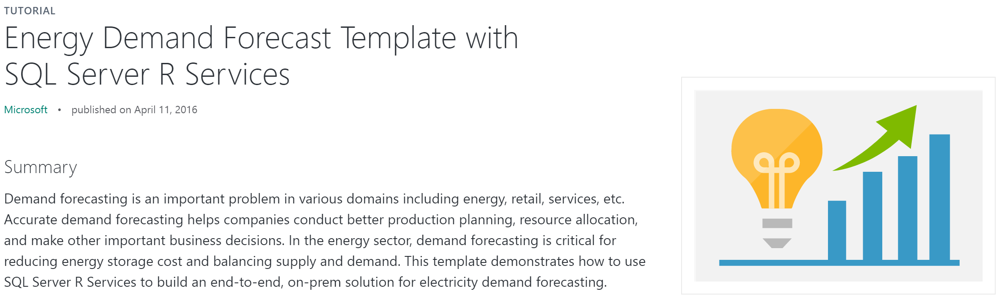 TUTORIAL
Energy Demand Forecast Template with
SQL Server R Services
Microsoft • published on April 11, 2016
Summary
Demand forecasting is an important problem in various domains including energy, retail, services, etc.
Accurate demand forecasting helps companies conduct better production planning, resource allocation,
and make other important business decisions. In the energy sector, demand forecasting is critical for
reducing energy storage cost and balancing supply and demand. This template demonstrates how to use
SQL Server R Services to build an end-to-end, on-prem solution for electricity demand forecasting.